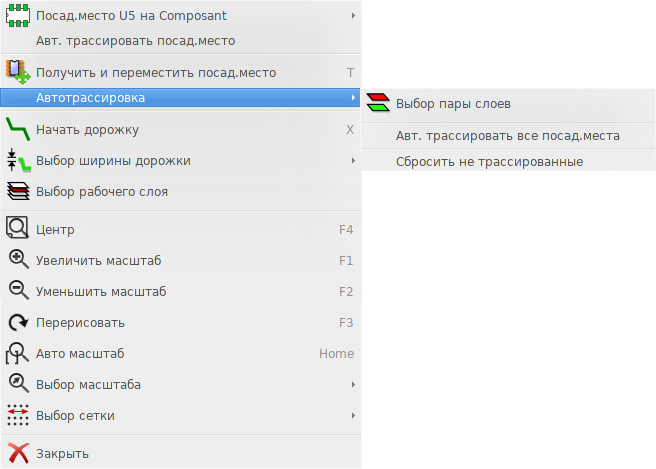 Посад.место U5 на Composant
Авт. трассировать посад.место
Получить и переместить посад.место T
Автотрассировка
Выбор пары слоев
Авт. трассировать все посад.места
Сбросить не трассированные
Начать дорожку X
Выбор ширины дорожки
Выбор рабочего слоя
Центр F4
Увеличить масштаб F1
Уменьшить масштаб F2
Перерисовать F3
Авто масштаб Home
Выбор масштаба
Выбор сетки
Закрыть